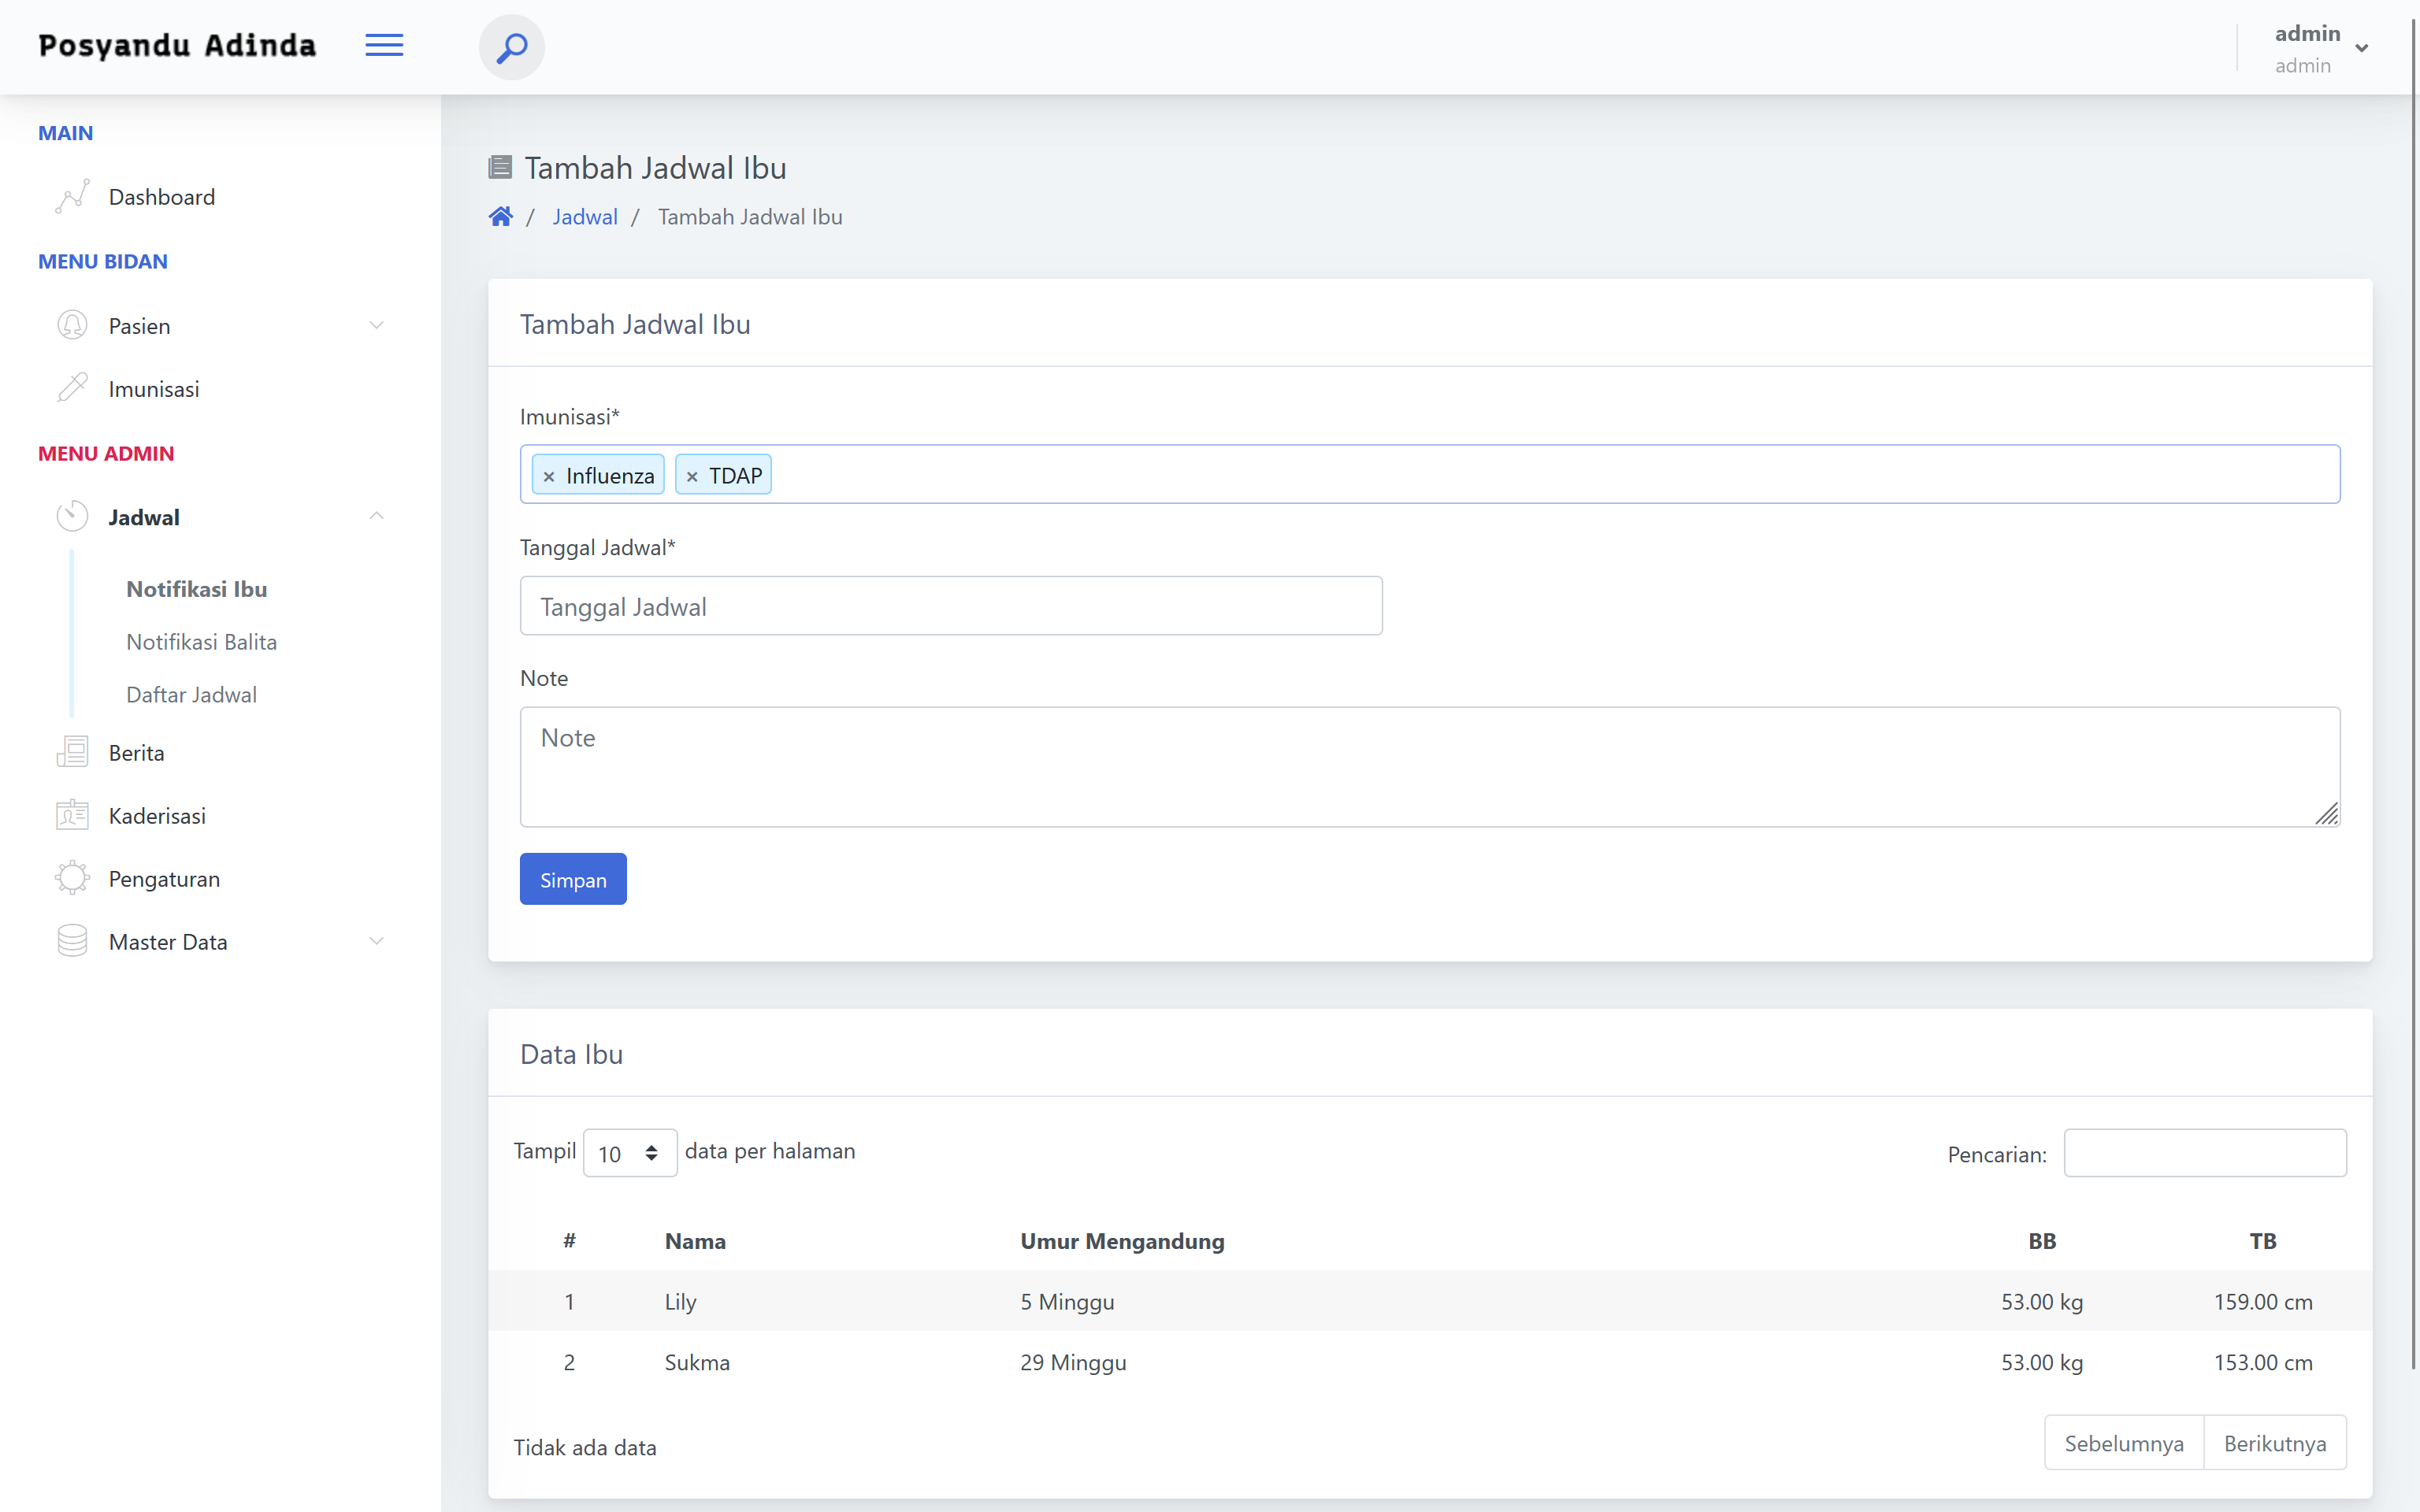 Posyandu Adinda
admin
admin
MAIN
Dashboard
MENU BIDAN
Pasien
Imunisasi
MENU ADMIN
Jadwal
Notifikasi Ibu
Notifikasi Balita
Daftar Jadwal
Berita
Kaderisasi
Pengaturan
Master Data
Tambah Jadwal Ibu
/ Jadwal / Tambah Jadwal Ibu
Tambah Jadwal Ibu
Imunisasi*
× Influenza × TDAP
Tanggal Jadwal*
Tanggal Jadwal
Note
Note
Simpan
Data Ibu
Tampil 10 data per halaman Pencarian:
# Nama Umur Mengandung BB TB
1 Lily 5 Minggu 53.00 kg 159.00 cm
2 Sukma 29 Minggu 53.00 kg 153.00 cm
Tidak ada data Sebelumnya Berikutnya